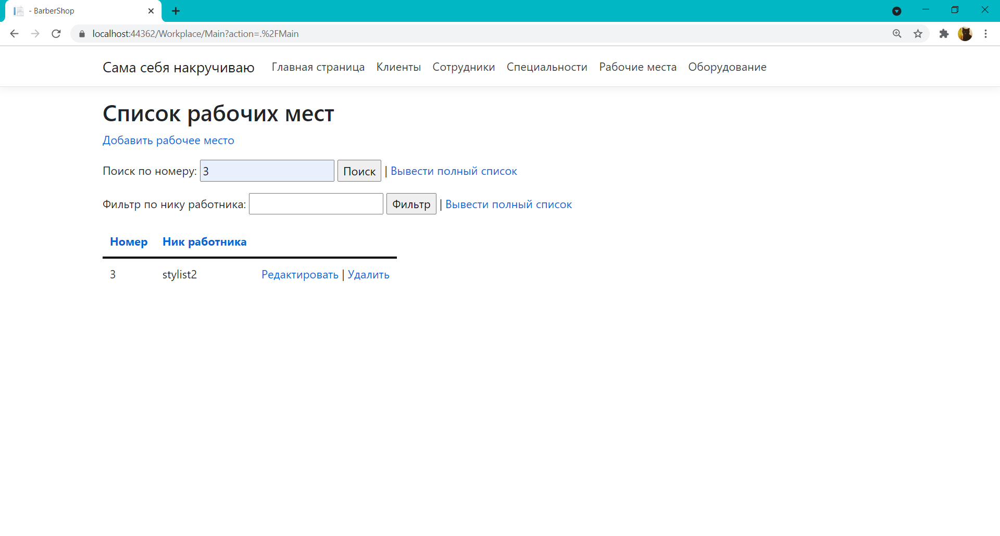 - BarberShop
localhost:44362/Workplace/Main?action=.%2FMain
Сама себя накручиваю Главная страница Клиенты Сотрудники Специальности Рабочие места Оборудование
Список рабочих мест
Добавить рабочее место
Поиск по номеру: 3 Поиск | Вывести полный список
Фильтр по нику работника: Фильтр | Вывести полный список
Номер Ник работника
3 stylist2 Редактировать | Удалить